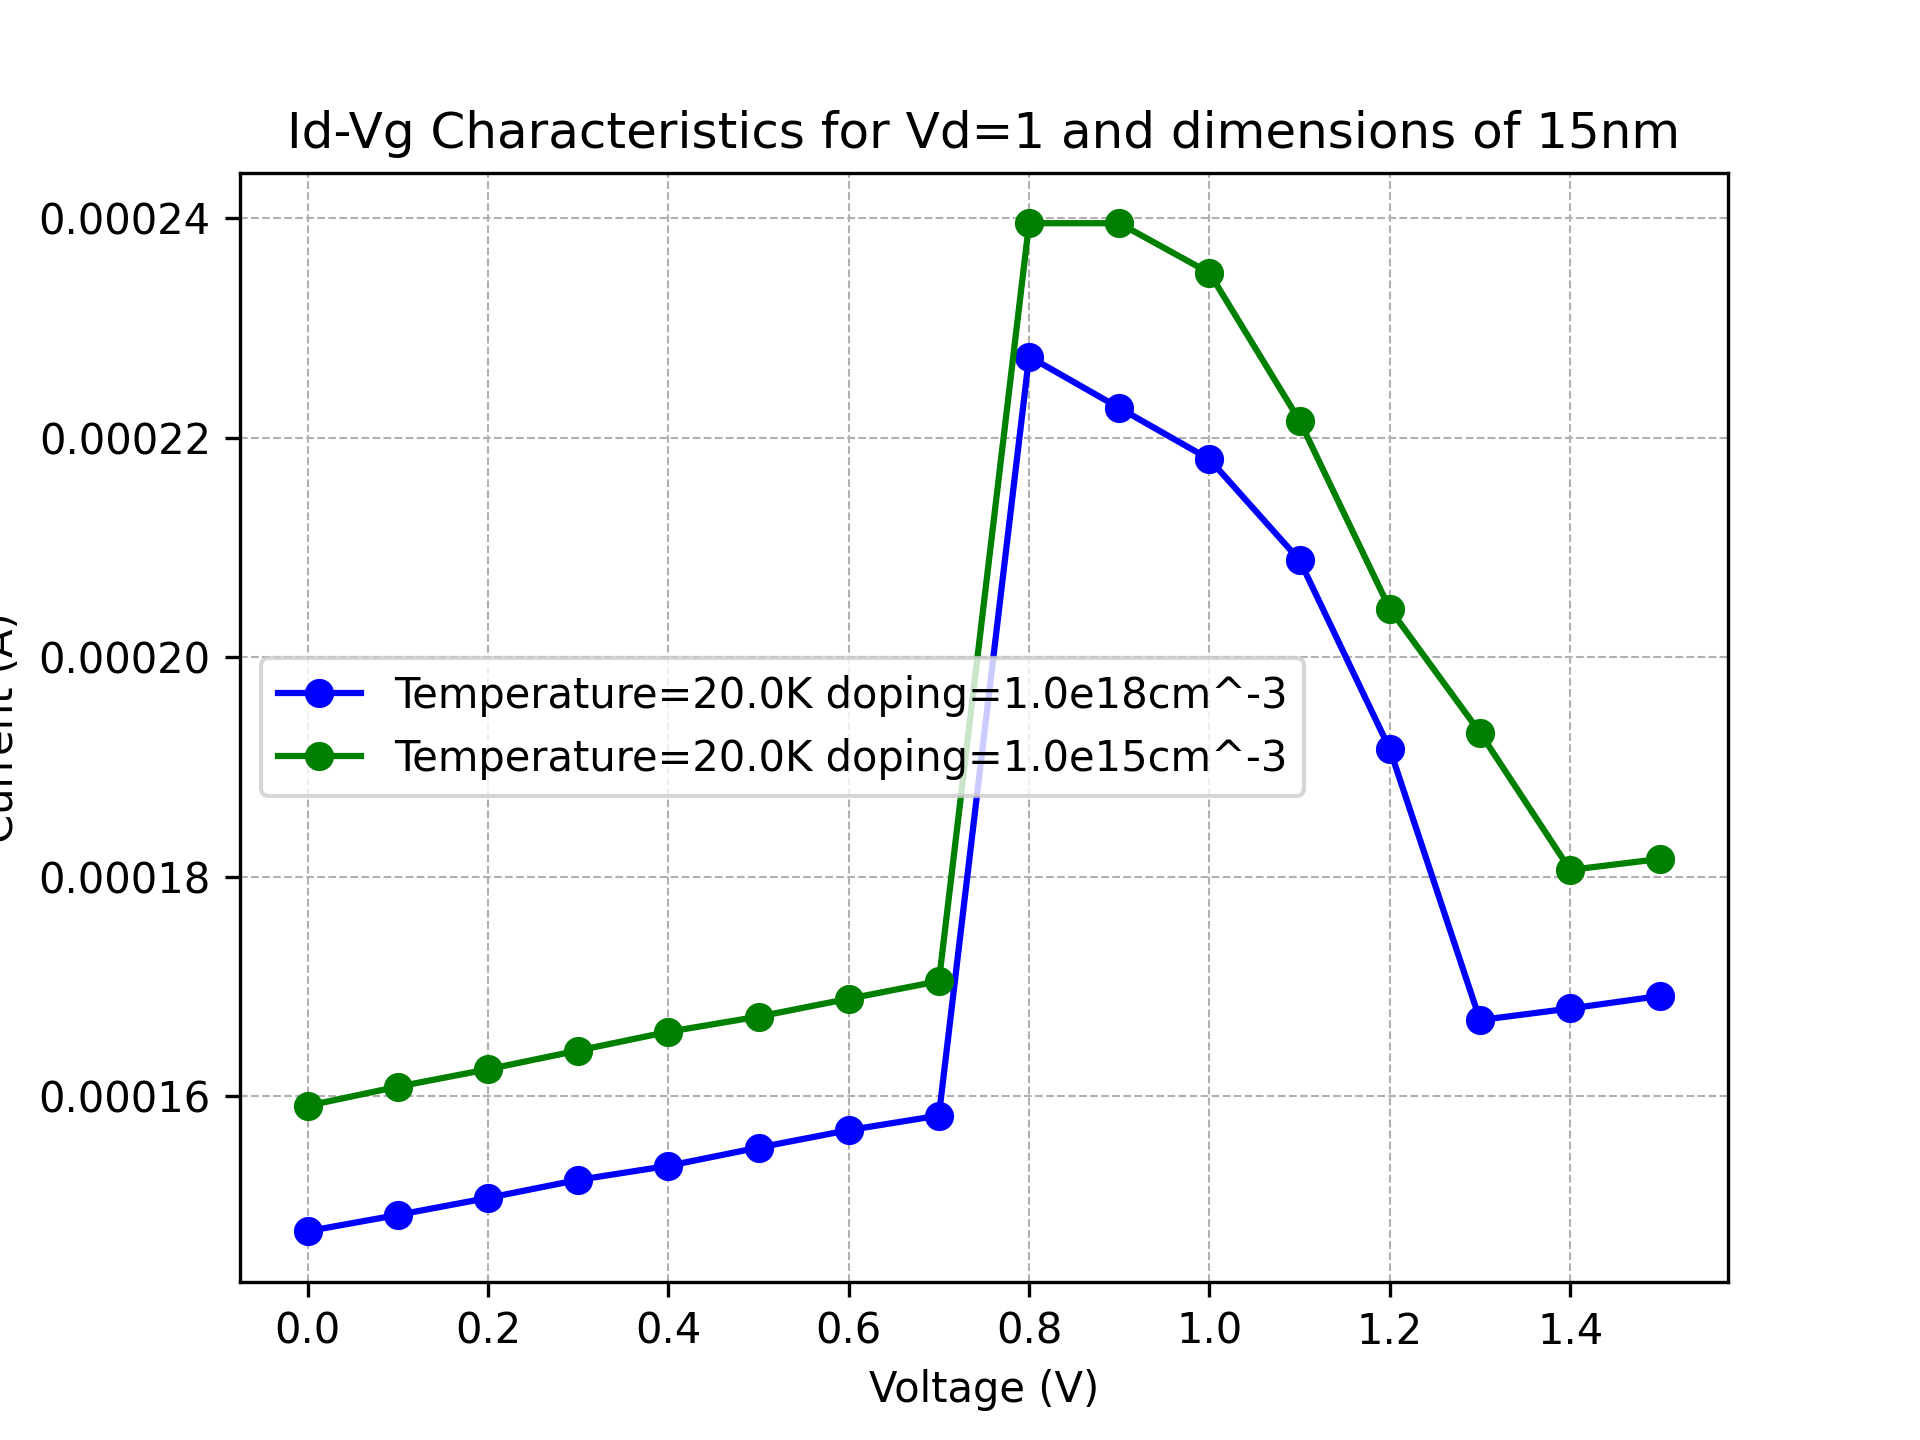 Id-Vg Characteristics for Vd=1 and dimensions of 15nm
0.00024
0.00022
0.00020
0.00018
0.00016
Current (A)
Temperature=20.0K doping=1.0e18cm^-3
Temperature=20.0K doping=1.0e15cm^-3
0.0 0.2 0.4 0.6 0.8 1.0 1.2 1.4
Voltage (V)